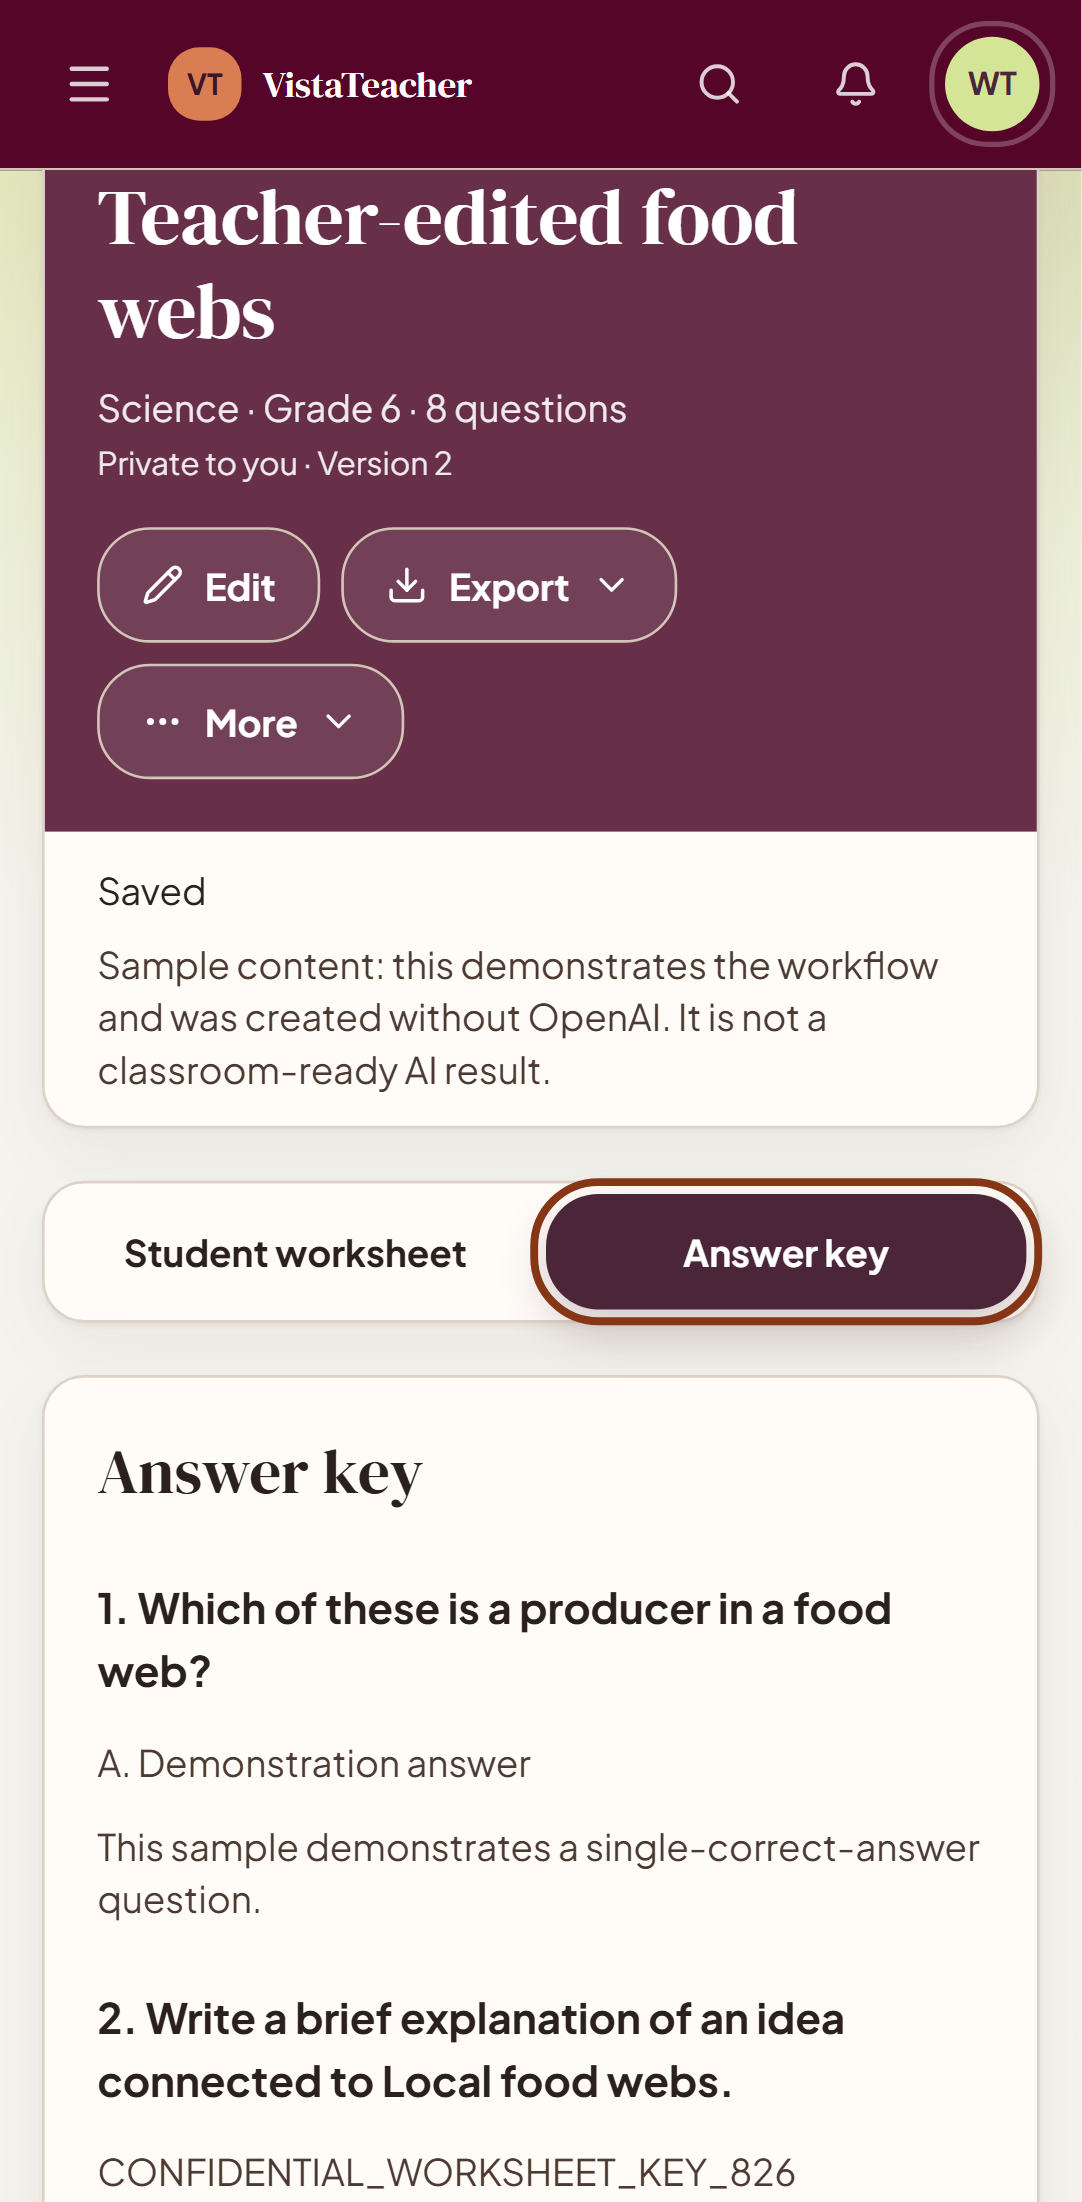 VT VistaTeacher WT
Teacher-edited food
webs
Science · Grade 6 · 8 questions
Private to you · Version 2
Edit Export
More
Saved
Sample content: this demonstrates the workflow
and was created without OpenAI. It is not a
classroom-ready AI result.
Student worksheet Answer key
Answer key
1. Which of these is a producer in a food
web?
A. Demonstration answer
This sample demonstrates a single-correct-answer
question.
2. Write a brief explanation of an idea
connected to Local food webs.
CONFIDENTIAL_WORKSHEET_KEY_826